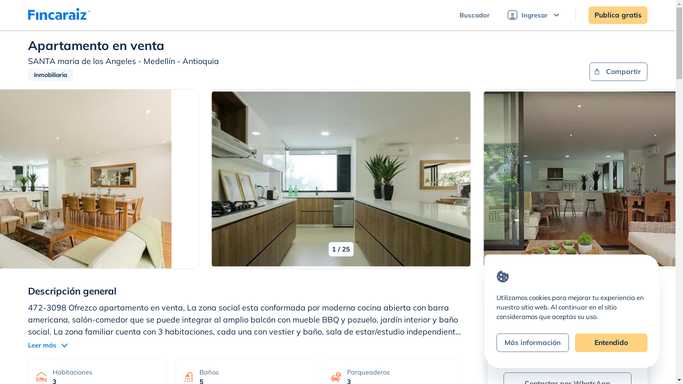 Fincaraiz
Buscador
Ingresar
Publica gratis
Apartamento en venta
SANTA maria de los Angeles - Medellín - Antioquia
Inmobiliaria
Compartir
1 / 25
Descripción general
472-3098 Ofrezco apartamento en venta, La zona social esta conformada por moderna cocina abierta con barra
americana, salón-comedor que se puede integrar al amplio balcón con mueble BBQ y pozuelo, jardín interior y baño
social. La zona familiar cuenta con 3 habitaciones, cada una con vestier y baño, sala de estar/estudio independient...
Leer más
Habitaciones
3
Baños
5
Parqueaderos
3
Utilizamos cookies para mejorar tu experiencia en
nuestro sitio web. Al continuar en el sitio
consideramos que aceptas su uso.
Más información
Entendido
Contactar por WhatsApp